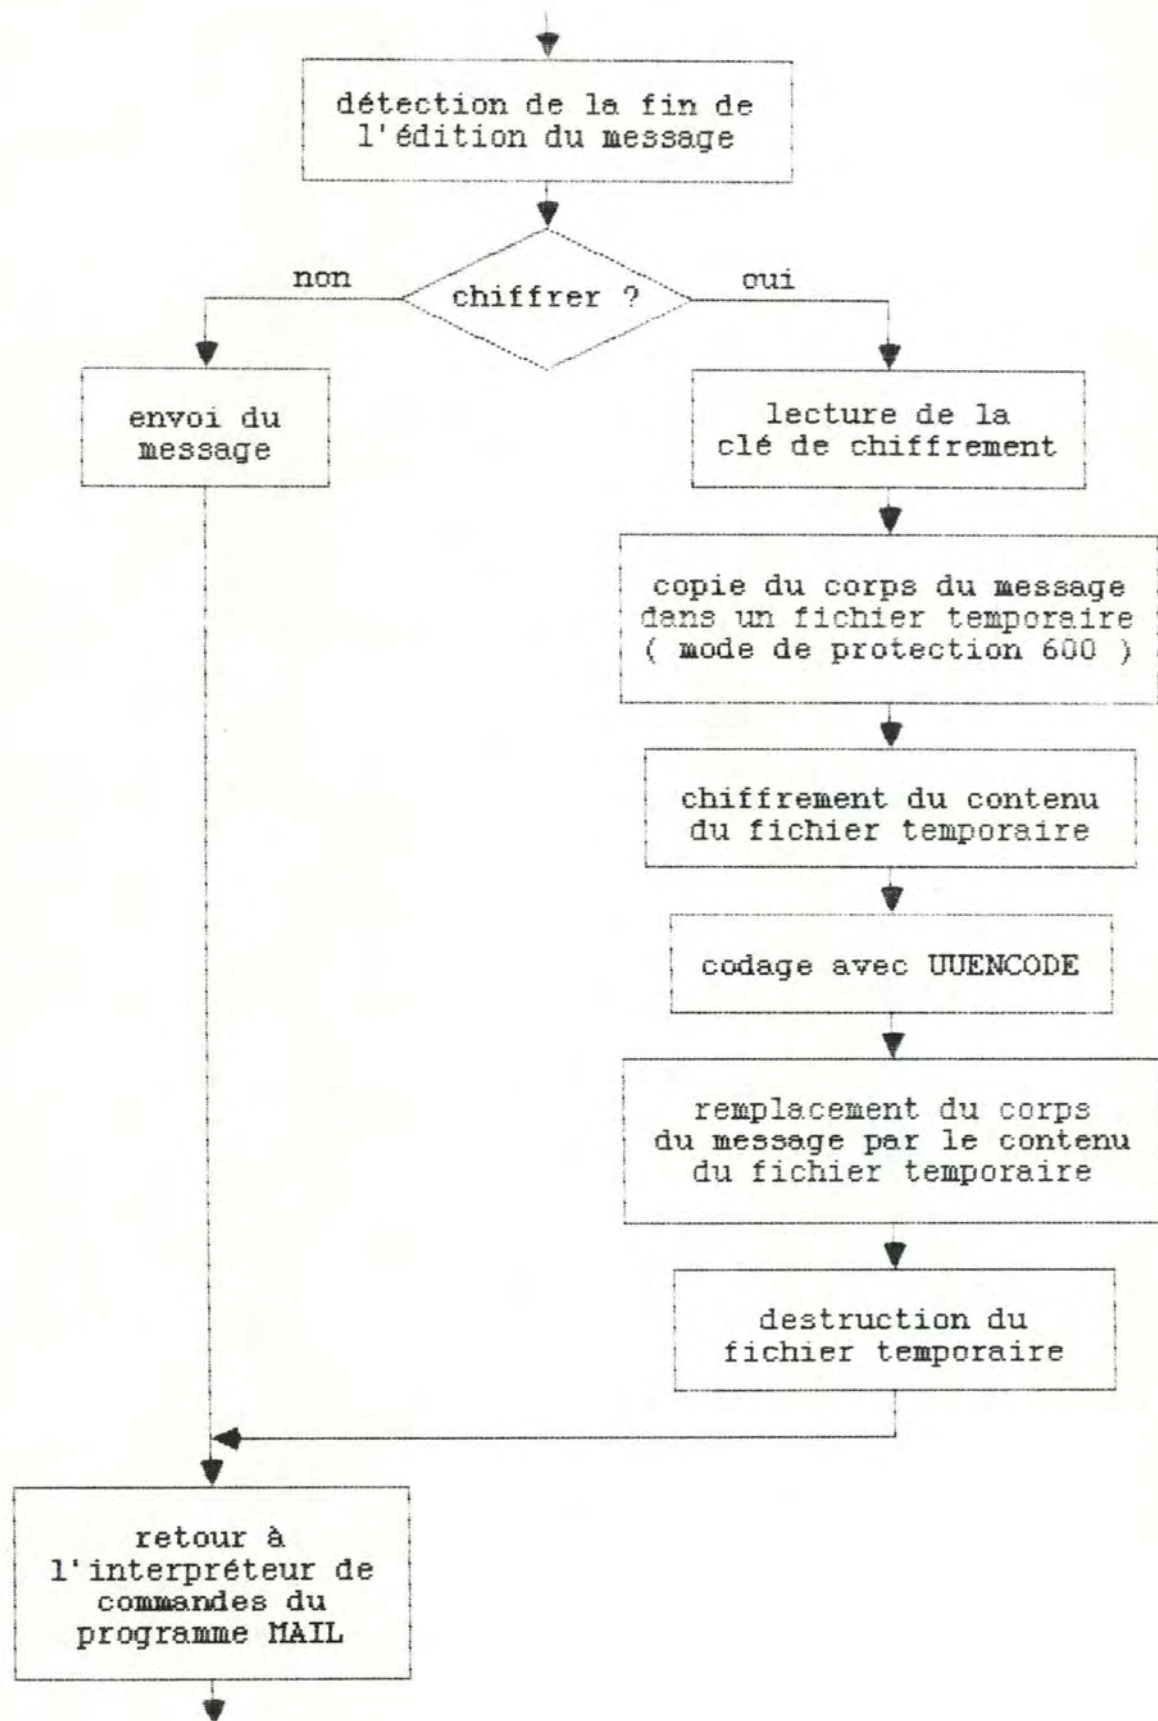 détection de la fin de
l'édition du message
non
oui
chiffrer ?
envoi du
message
lecture de la
clé de chiffrement
copie du corps du message
dans un fichier temporaire
( mode de protection 600 )
chiffrement du contenu
du fichier temporaire
codage avec UUENCODE
remplacement du corps
du message par le contenu
du fichier temporaire
destruction du
fichier temporaire
retour à
l'interpréteur de
commandes du
programme MAIL